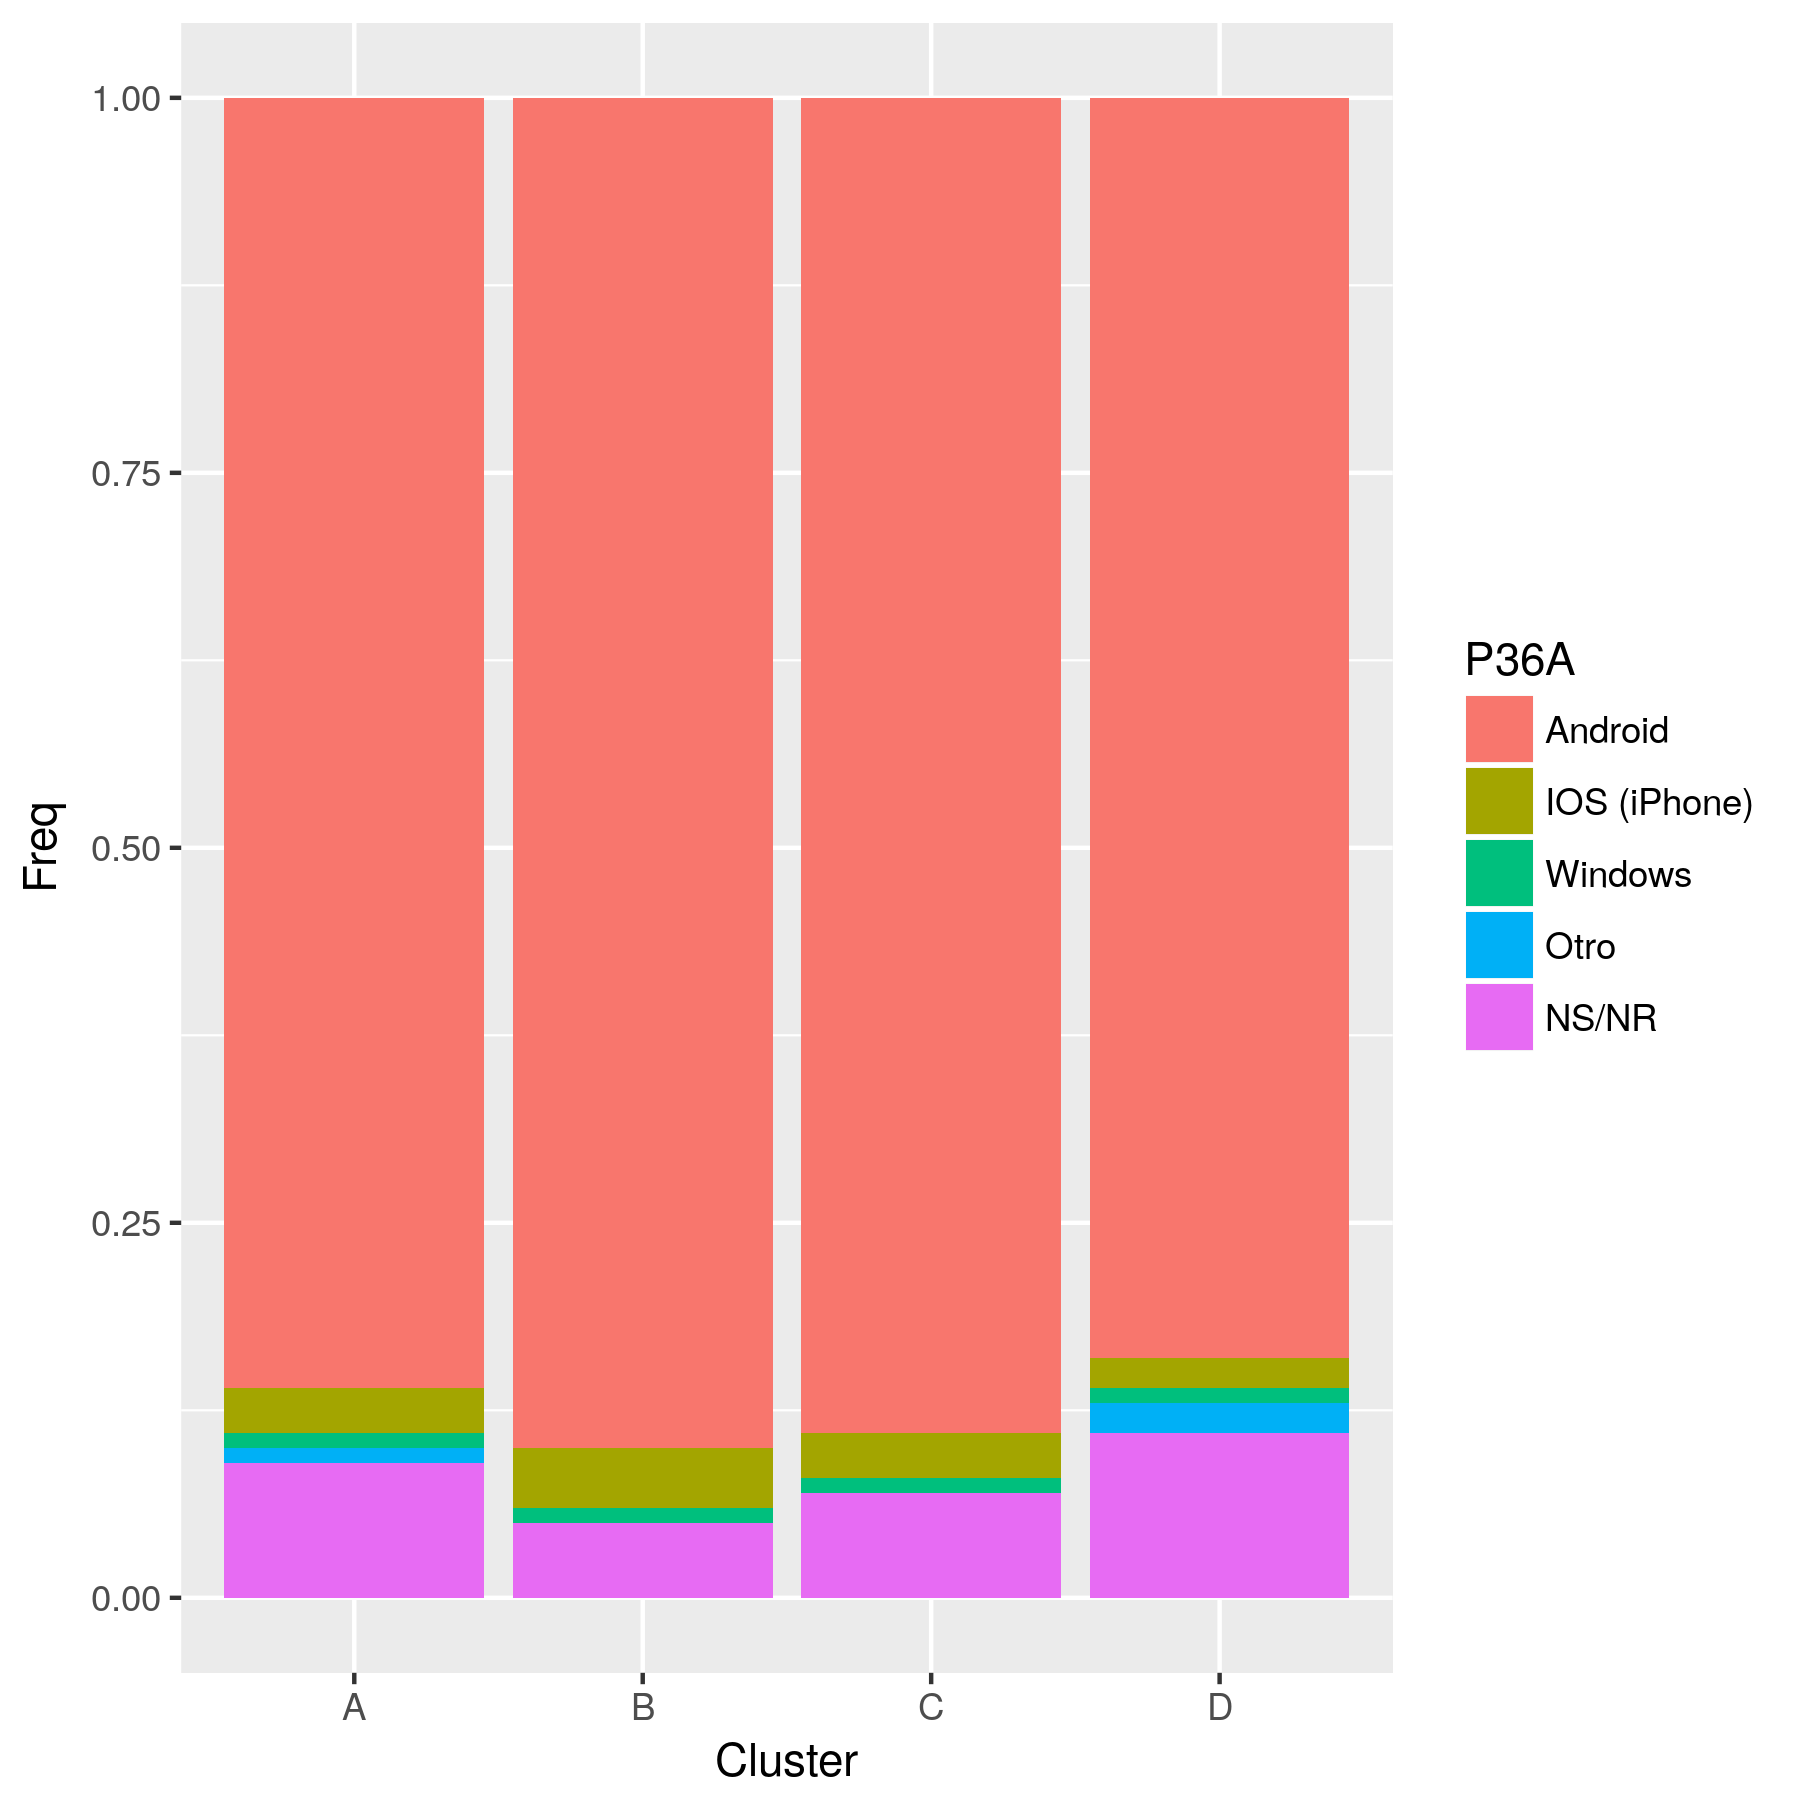 1.00
0.75
0.50
0.25
0.00
Freq
A
B
C
D
Cluster
P36A
Android
IOS (iPhone)
Windows
Otro
NS/NR